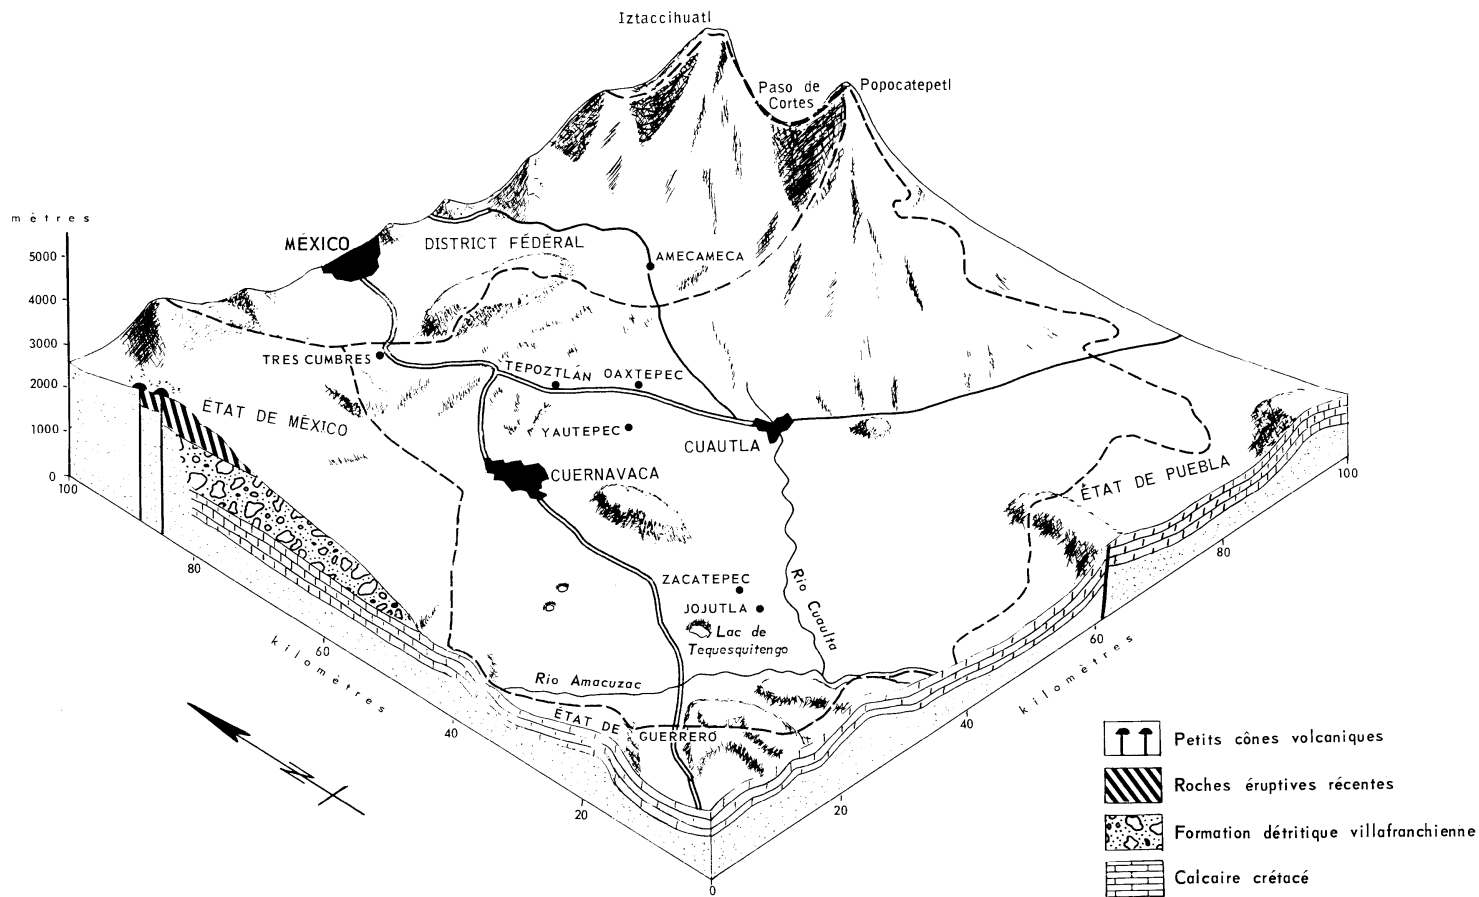 Iztaccihuatl
Paso de
Cortes
Popocatepetl
mètres
5000
4000
3000
2000
1000
0
MÉXICO
DISTRICT FÉDÉRAL
AMECAMECA
TRES CUMBRES
TEPOZTLÁN
OAXTEPEC
ÉTAT DE MÉXICO
YAUTEPEC
CUAUTLA
CUERNAVACA
ÉTAT DE PUEBLA
ZACATEPEC
JOJUTLA
Lac de
Tequesquitengo
Rio Cuaulta
Rio Amacuzac
ÉTAT DE
GUERRERO
100
80
60
40
20
0
kilomètres
20
40
60
80
100
kilomètres
N
Petits cônes volcaniques
Roches éruptives récentes
Formation détritique villafranchienne
Calcaire crétacé